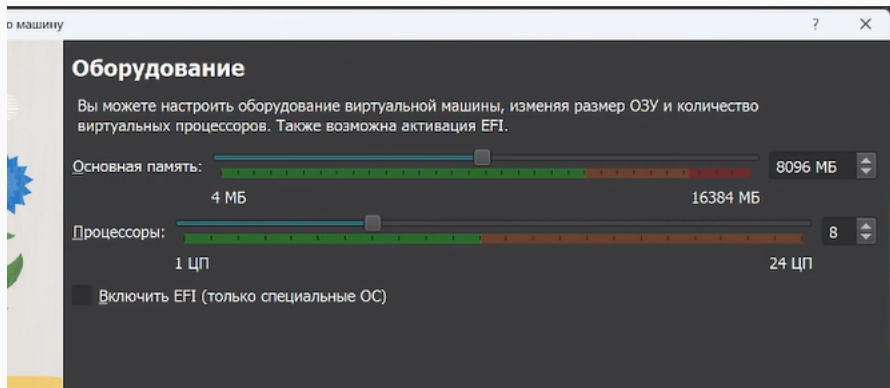 ю машину
?
Оборудование
Вы можете настроить оборудование виртуальной машины, изменяя размер ОЗУ и количество
виртуальных процессоров. Также возможна активация EFI.
Основная память:
8096 МБ
4 МБ
16384 МБ
Процессоры:
8
1 ЦП
24 ЦП
Включить EFI (только специальные ОС)